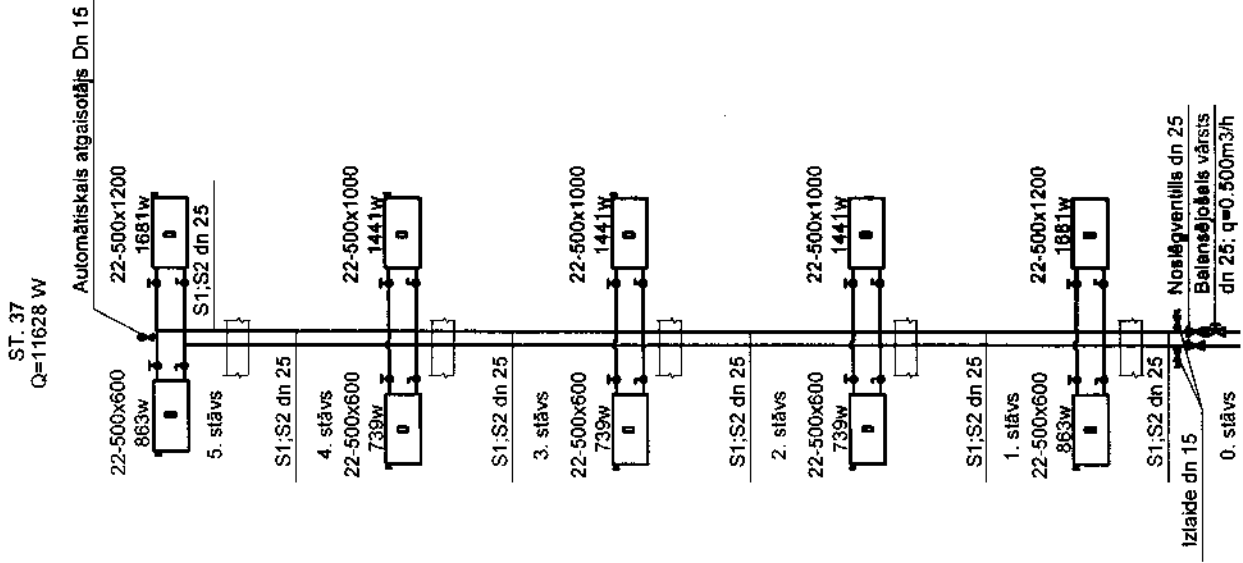 ST. 37
Q=11628 W
Automātiskais atgaisotājs Dn 15
22-500x600
863w
22-500x1200
1681w
S1;S2 dn 25
5. stāvs
S1;S2 dn 25
4. stāvs
22-500x600
739w
22-500x1000
1441w
S1;S2 dn 25
3. stāvs
22-500x600
739w
22-500x1000
1441w
S1;S2 dn 25
2. stāvs
22-500x600
739w
22-500x1000
1441w
S1;S2 dn 25
1. stāvs
22-500x600
863w
22-500x1200
1681w
S1;S2 dn 25
Noslēgventilis dn 25
Balansējošais vārsts
dn 25; q=0.500m3/h
Izlaide dn 15
0. stāvs